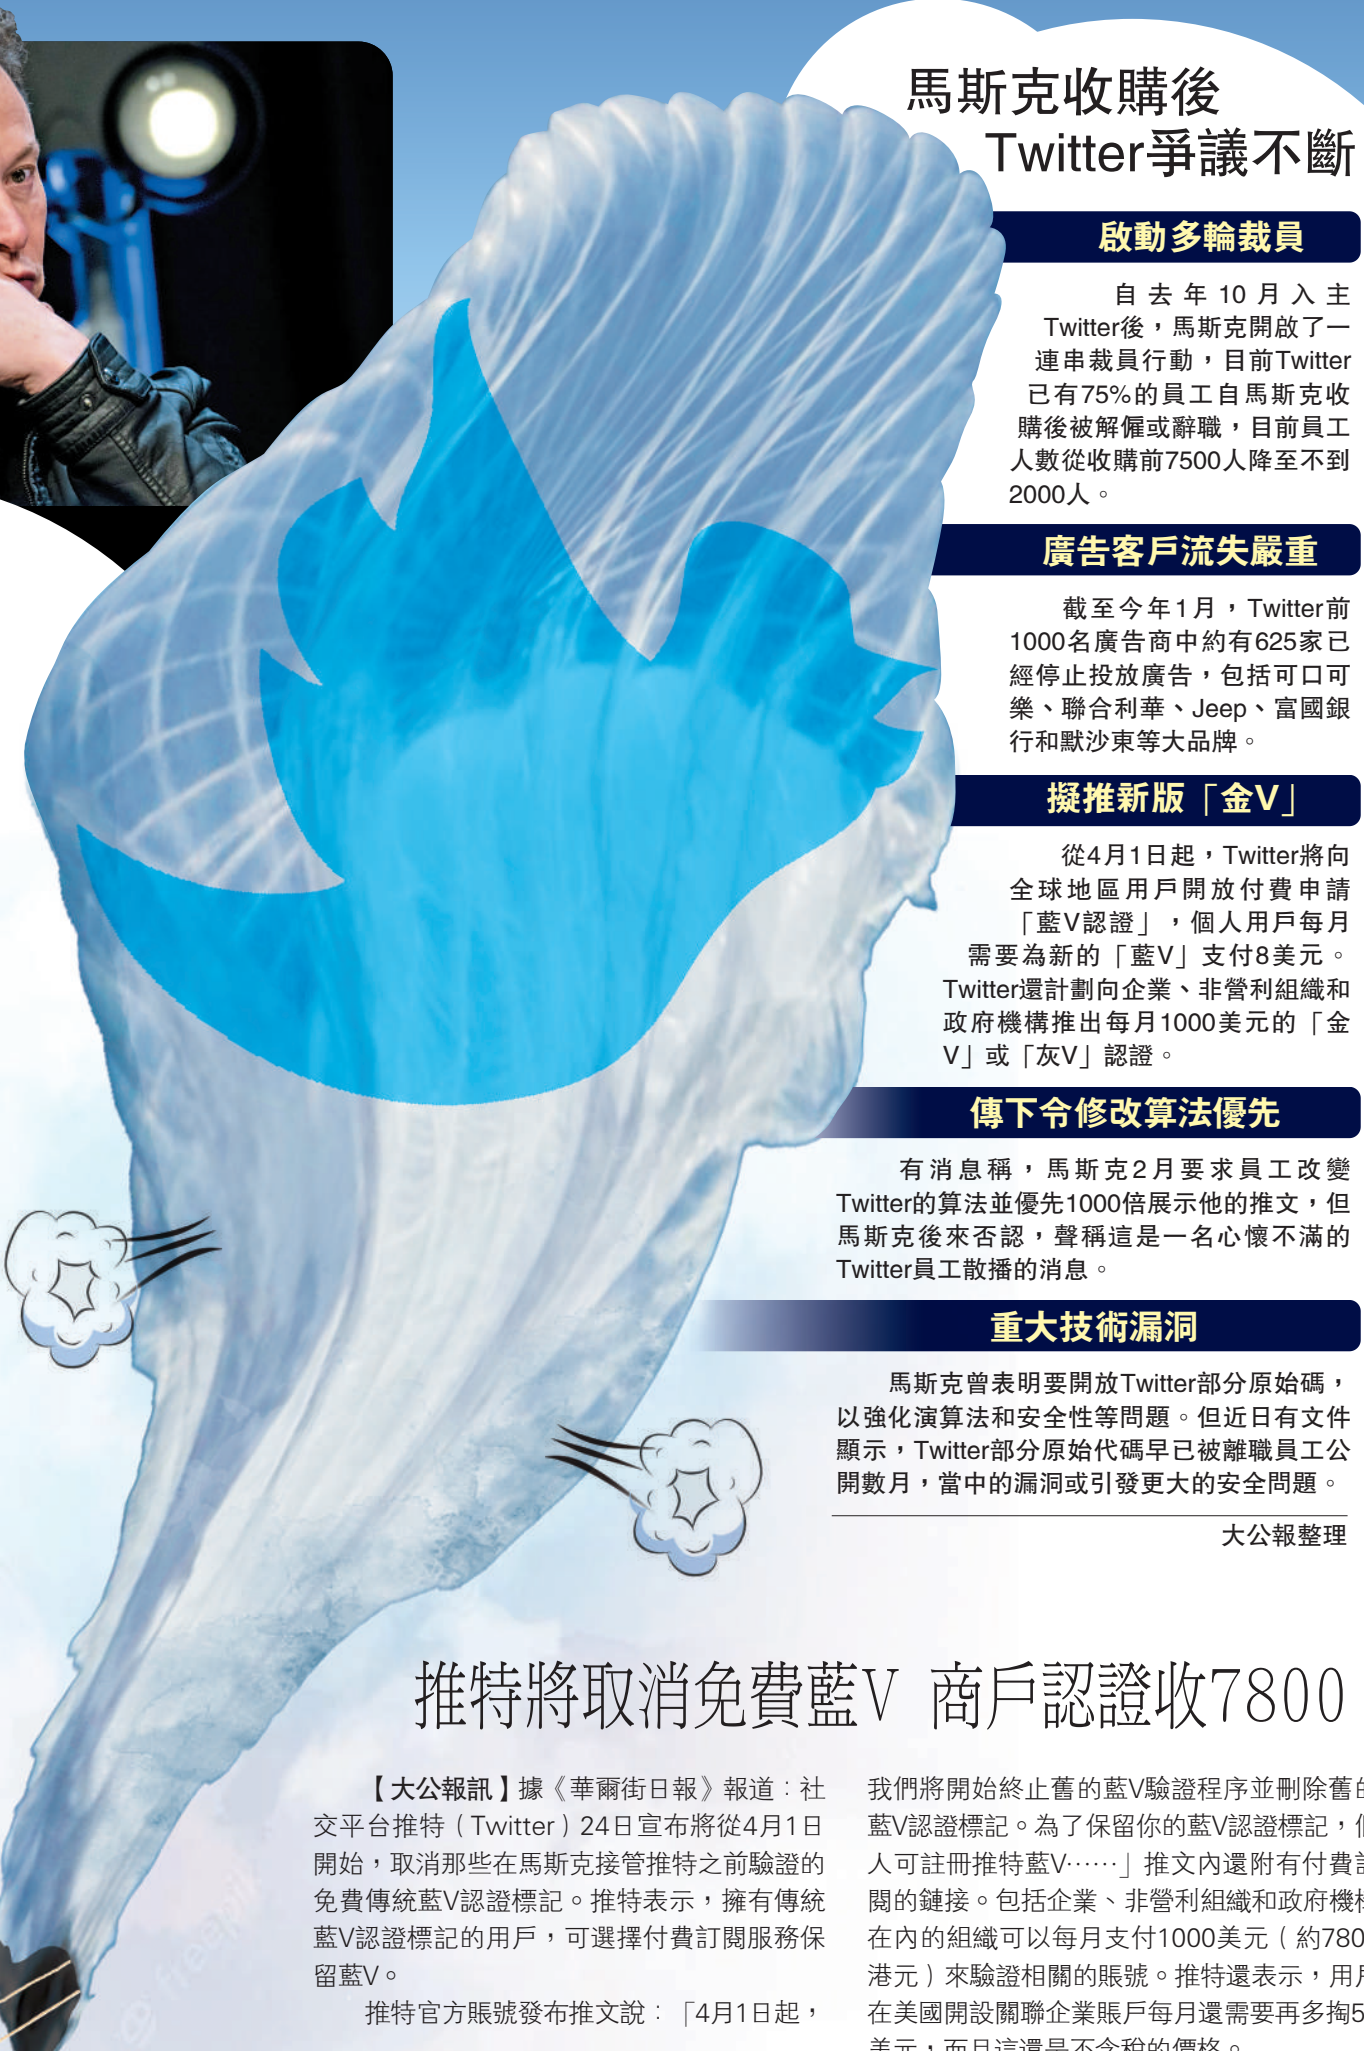 馬斯克收購後
Twitter爭議不斷
啟動多輪裁員
自去年10月入主
Twitter後，馬斯克開啟了一
連串裁員行動，目前Twitter
已有75%的員工自馬斯克收
購後被解僱或辭職，目前員工
人數從收購前7500人降至不到
2000人。
廣告客戶流失嚴重
截至今年1月，Twitter前
1000名廣告商中約有625家已
經停止投放廣告，包括可口可
樂、聯合利華、Jeep、富國銀
行和默沙東等大品牌。
擬推新版「金V」
從4月1日起，Twitter將向
全球地區用戶開放付費申請
「藍V認證」，個人用戶每月
需要為新的「藍V」支付8美元。
Twitter還計劃向企業、非營利組織和
政府機構推出每月1000美元的「金
V」或「灰V」認證。
傳下令修改算法優先
有消息稱，馬斯克2月要求員工改變
Twitter的算法並優先1000倍展示他的推文，但
馬斯克後來否認，聲稱這是一名心懷不滿的
Twitter員工散播的消息。
重大技術漏洞
馬斯克曾表明要開放Twitter部分原始碼，
以強化演算法和安全性等問題。但近日有文件
顯示，Twitter部分原始代碼早已被離職員工公
開數月，當中的漏洞或引發更大的安全問題。
大公報整理
推特將取消免費藍V 商戶認證收7800
【大公報訊】據《華爾街日報》報道：社
交平台推特（Twitter）24日宣布將從4月1日
開始，取消那些在馬斯克接管推特之前驗證的
免費傳統藍V認證標記。推特表示，擁有傳統
藍V認證標記的用戶，可選擇付費訂閱服務保
留藍V。
推特官方賬號發布推文說：「4月1日起，
我們將開始終止舊的藍V驗證程序並刪除舊的
藍V認證標記。為了保留你的藍V認證標記，個
人可註冊推特藍V……」推文內還附有付費訂
閱的鏈接。包括企業、非營利組織和政府機構
在內的組織可以每月支付1000美元（約780
港元）來驗證相關的賬號。推特還表示，用戶
在美國開設關聯企業賬戶每月還需要再多掏5
美元，而且這還是不含稅的價格。
freepik